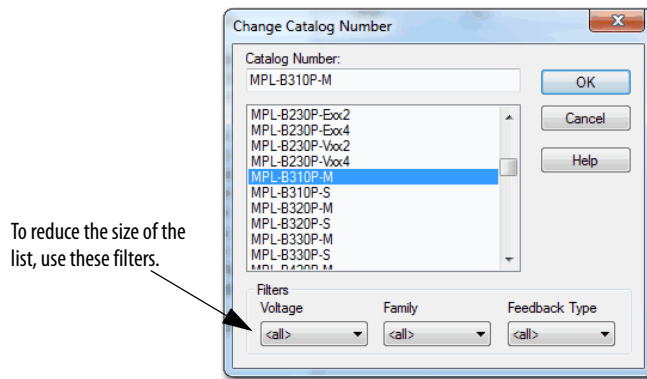 Change Catalog Number
Catalog Number:
MPL-B310P-M
OK
MPL-B230P-Exx2
MPL-B230P-Exx4
MPL-B230P-Vxx2
MPL-B230P-Vxx4
MPL-B310P-M
MPL-B310P-S
MPL-B320P-M
MPL-B320P-S
MPL-B330P-M
MPL-B330P-S
MPL-B420P-M
Cancel
Help
To reduce the size of the
list, use these filters.
Filters
Voltage Family Feedback Type
<all> <all> <all>